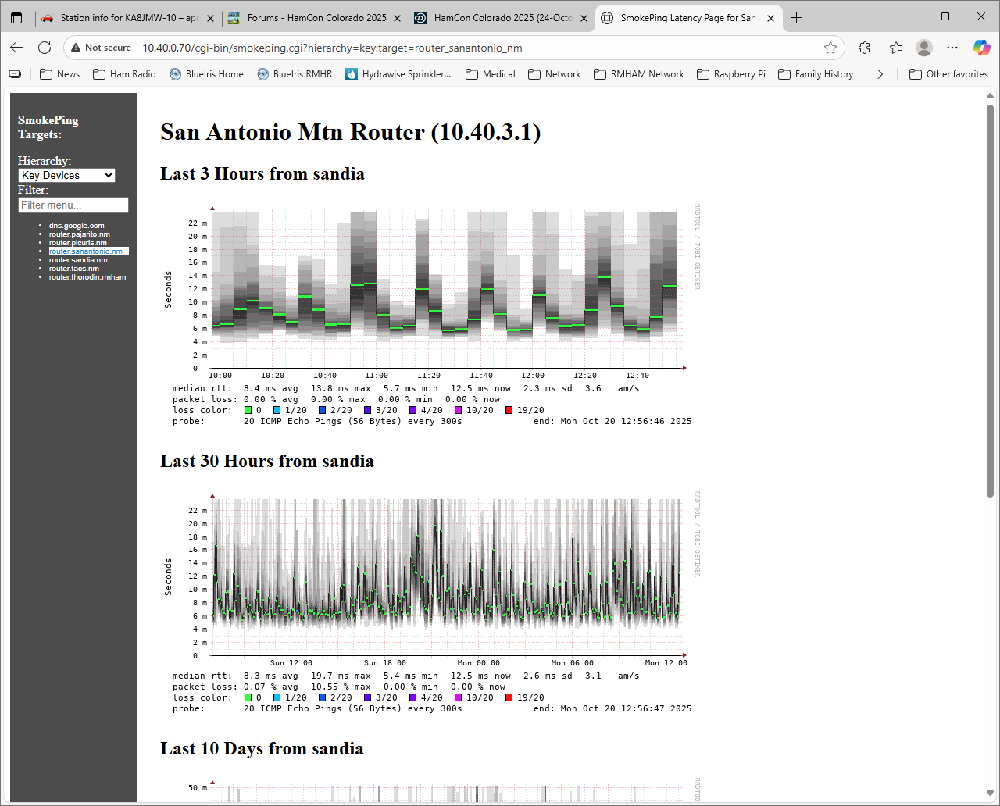 Station info for KA8JMW-10 – apr
Forums - HamCon Colorado 2025
HamCon Colorado 2025 (24-Octo
SmokePing Latency Page for San
Not secure 10.40.0.70/cgi-bin/smokeping.cgi?hierarchy=key;target=router_sanantonio_nm
News Ham Radio BlueIris Home BlueIris RMHR Hydrawise Sprinkler... Medical Network RMHAM Network Raspberry Pi Family History Other favorites
SmokePing
Targets:
Hierarchy:
Key Devices
Filter:
Filter menu...
dns.google.com
router.pajarito.nm
router.picuris.nm
router.sanantonio.nm
router.sandia.nm
router.taos.nm
router.thorodin.rmham
San Antonio Mtn Router (10.40.3.1)
Last 3 Hours from sandia
RRDTOOL / TOBI OETIKER
Seconds
22 m
20 m
18 m
16 m
14 m
12 m
10 m
8 m
6 m
4 m
2 m
0
10:00 10:20 10:40 11:00 11:20 11:40 12:00 12:20 12:40
median rtt: 8.4 ms avg 13.8 ms max 5.7 ms min 12.5 ms now 2.3 ms sd 3.6 am/s
packet loss: 0.00 % avg 0.00 % max 0.00 % min 0.00 % now
loss color: 0 1/20 2/20 3/20 4/20 10/20 19/20
probe: 20 ICMP Echo Pings (56 Bytes) every 300s end: Mon Oct 20 12:56:46 2025
Last 30 Hours from sandia
RRDTOOL / TOBI OETIKER
Seconds
22 m
20 m
18 m
16 m
14 m
12 m
10 m
8 m
6 m
4 m
2 m
0
Sun 12:00 Sun 18:00 Mon 00:00 Mon 06:00 Mon 12:00
median rtt: 8.3 ms avg 19.7 ms max 5.4 ms min 12.5 ms now 2.6 ms sd 3.1 am/s
packet loss: 0.07 % avg 10.55 % max 0.00 % min 0.00 % now
loss color: 0 1/20 2/20 3/20 4/20 10/20 19/20
probe: 20 ICMP Echo Pings (56 Bytes) every 300s end: Mon Oct 20 12:56:47 2025
Last 10 Days from sandia
50 m
RRDTOO